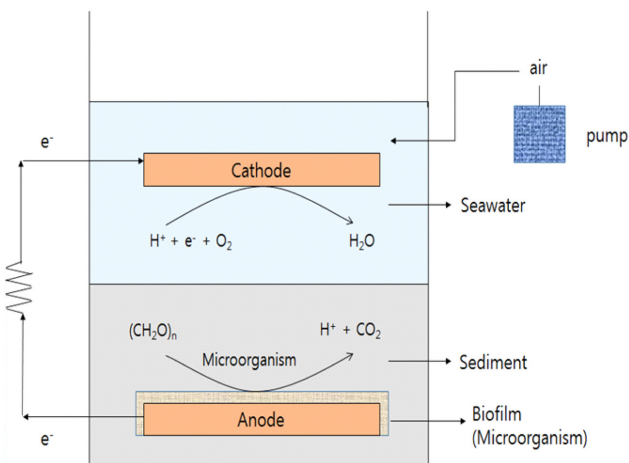 air
e⁻
pump
Cathode
Seawater
H⁺ + e⁻ + O₂
H₂O
(CH₂O)ₙ
H⁺ + CO₂
Microorganism
Sediment
Anode
Biofilm
(Microorganism)
e⁻